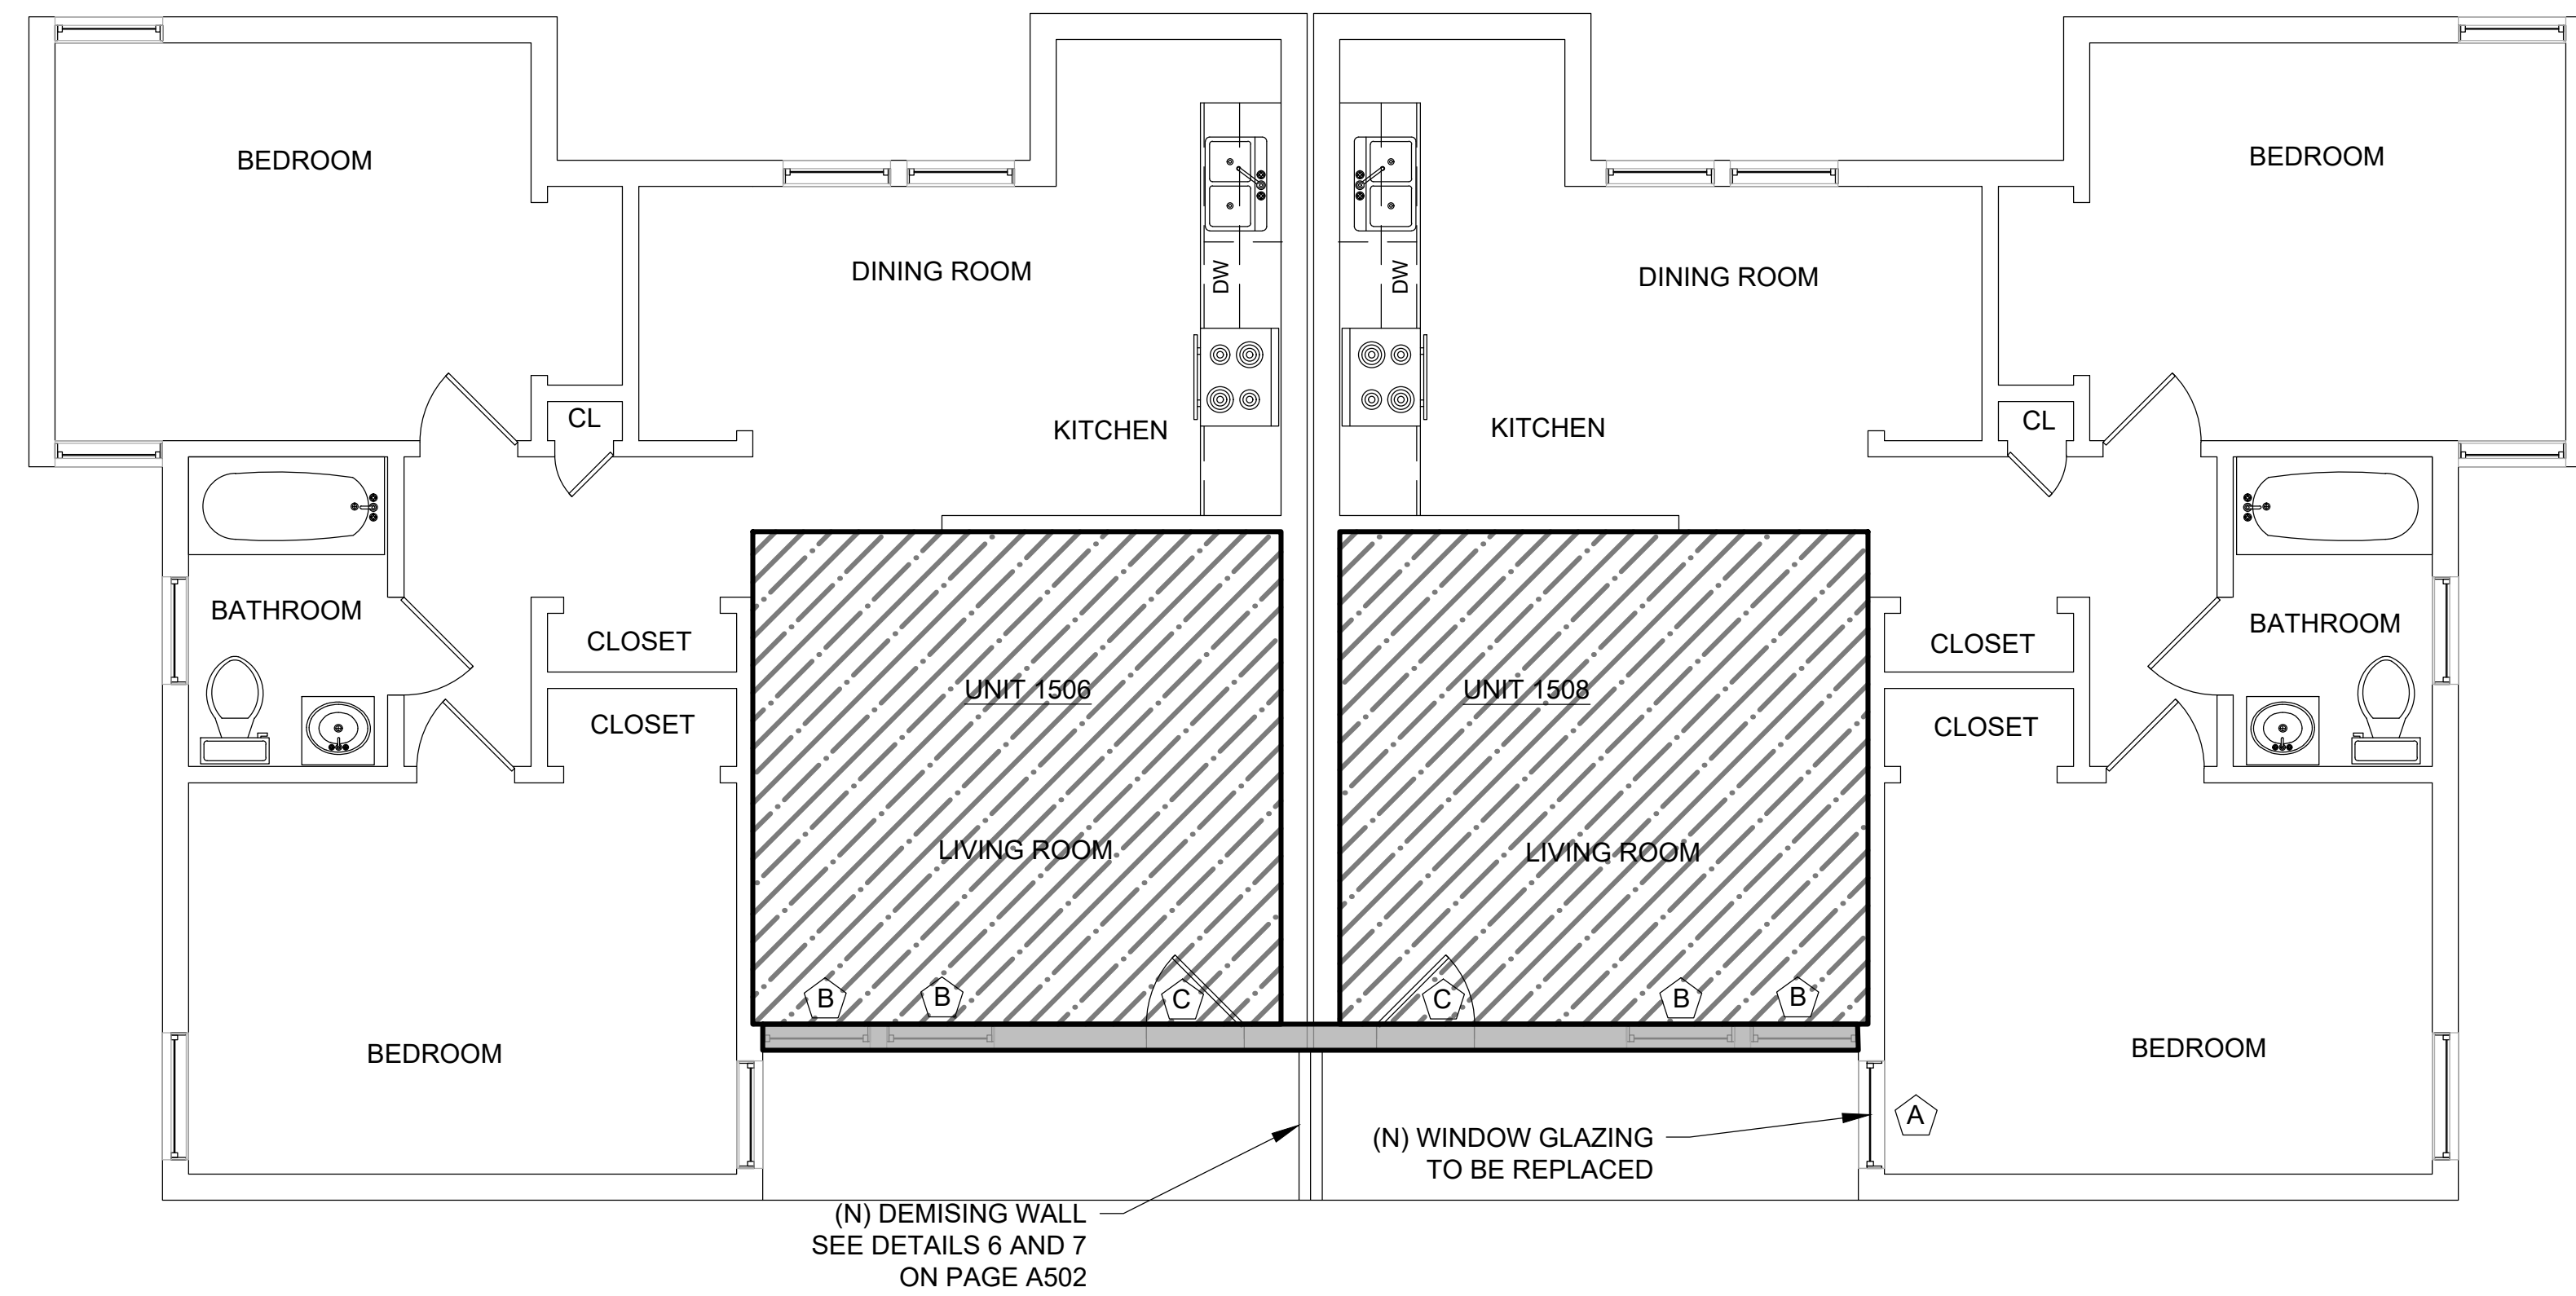 BEDROOM
BEDROOM
DINING ROOM
DW
DW
DINING ROOM
CL
KITCHEN
KITCHEN
CL
BATHROOM
CLOSET
CLOSET
BATHROOM
UNIT 1506
UNIT 1508
CLOSET
CLOSET
LIVING ROOM
LIVING ROOM
B
B
C
C
B
B
BEDROOM
BEDROOM
A
(N) WINDOW GLAZING
TO BE REPLACED
(N) DEMISING WALL
SEE DETAILS 6 AND 7
ON PAGE A502